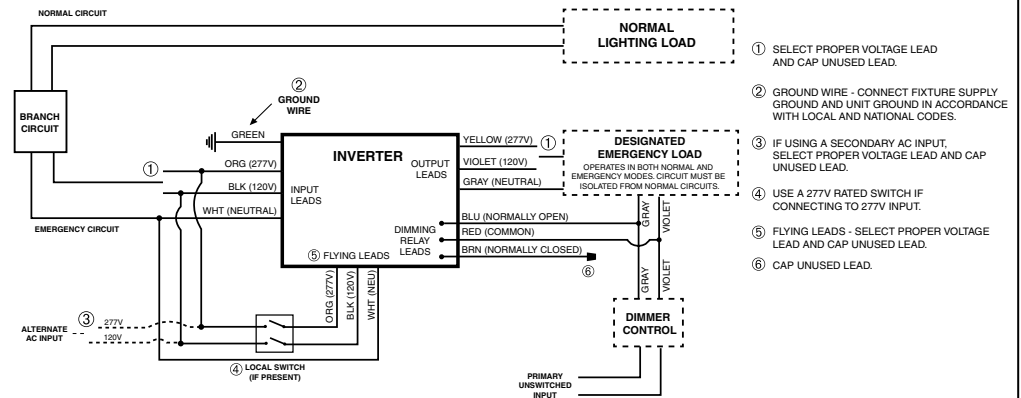 NORMAL CIRCUIT
NORMAL
LIGHTING LOAD
BRANCH
CIRCUIT
②
GROUND
WIRE
GREEN
①
ORG (277V)
BLK (120V)
WHT (NEUTRAL)
EMERGENCY CIRCUIT
INVERTER
INPUT
LEADS
OUTPUT
LEADS
DIMMING
RELAY
LEADS
⑤ FLYING LEADS
YELLOW (277V)
①
VIOLET (120V)
GRAY (NEUTRAL)
BLU (NORMALLY OPEN)
RED (COMMON)
BRN (NORMALLY CLOSED)
⑥
DESIGNATED
EMERGENCY LOAD
OPERATES IN BOTH NORMAL AND
EMERGENCY MODES. CIRCUIT MUST BE
ISOLATED FROM NORMAL CIRCUITS.
GRAY
VIOLET
GRAY
VIOLET
DIMMER
CONTROL
PRIMARY
UNSWITCHED
INPUT
ORG (277V)
BLK (120V)
WHT (NEU)
ALTERNATE
AC INPUT
③
277V
120V
④ LOCAL SWITCH
(IF PRESENT)
① SELECT PROPER VOLTAGE LEAD
AND CAP UNUSED LEAD.
② GROUND WIRE - CONNECT FIXTURE SUPPLY
GROUND AND UNIT GROUND IN ACCORDANCE
WITH LOCAL AND NATIONAL CODES.
③ IF USING A SECONDARY AC INPUT,
SELECT PROPER VOLTAGE LEAD AND CAP
UNUSED LEAD.
④ USE A 277V RATED SWITCH IF
CONNECTING TO 277V INPUT.
⑤ FLYING LEADS - SELECT PROPER VOLTAGE
LEAD AND CAP UNUSED LEAD.
⑥ CAP UNUSED LEAD.